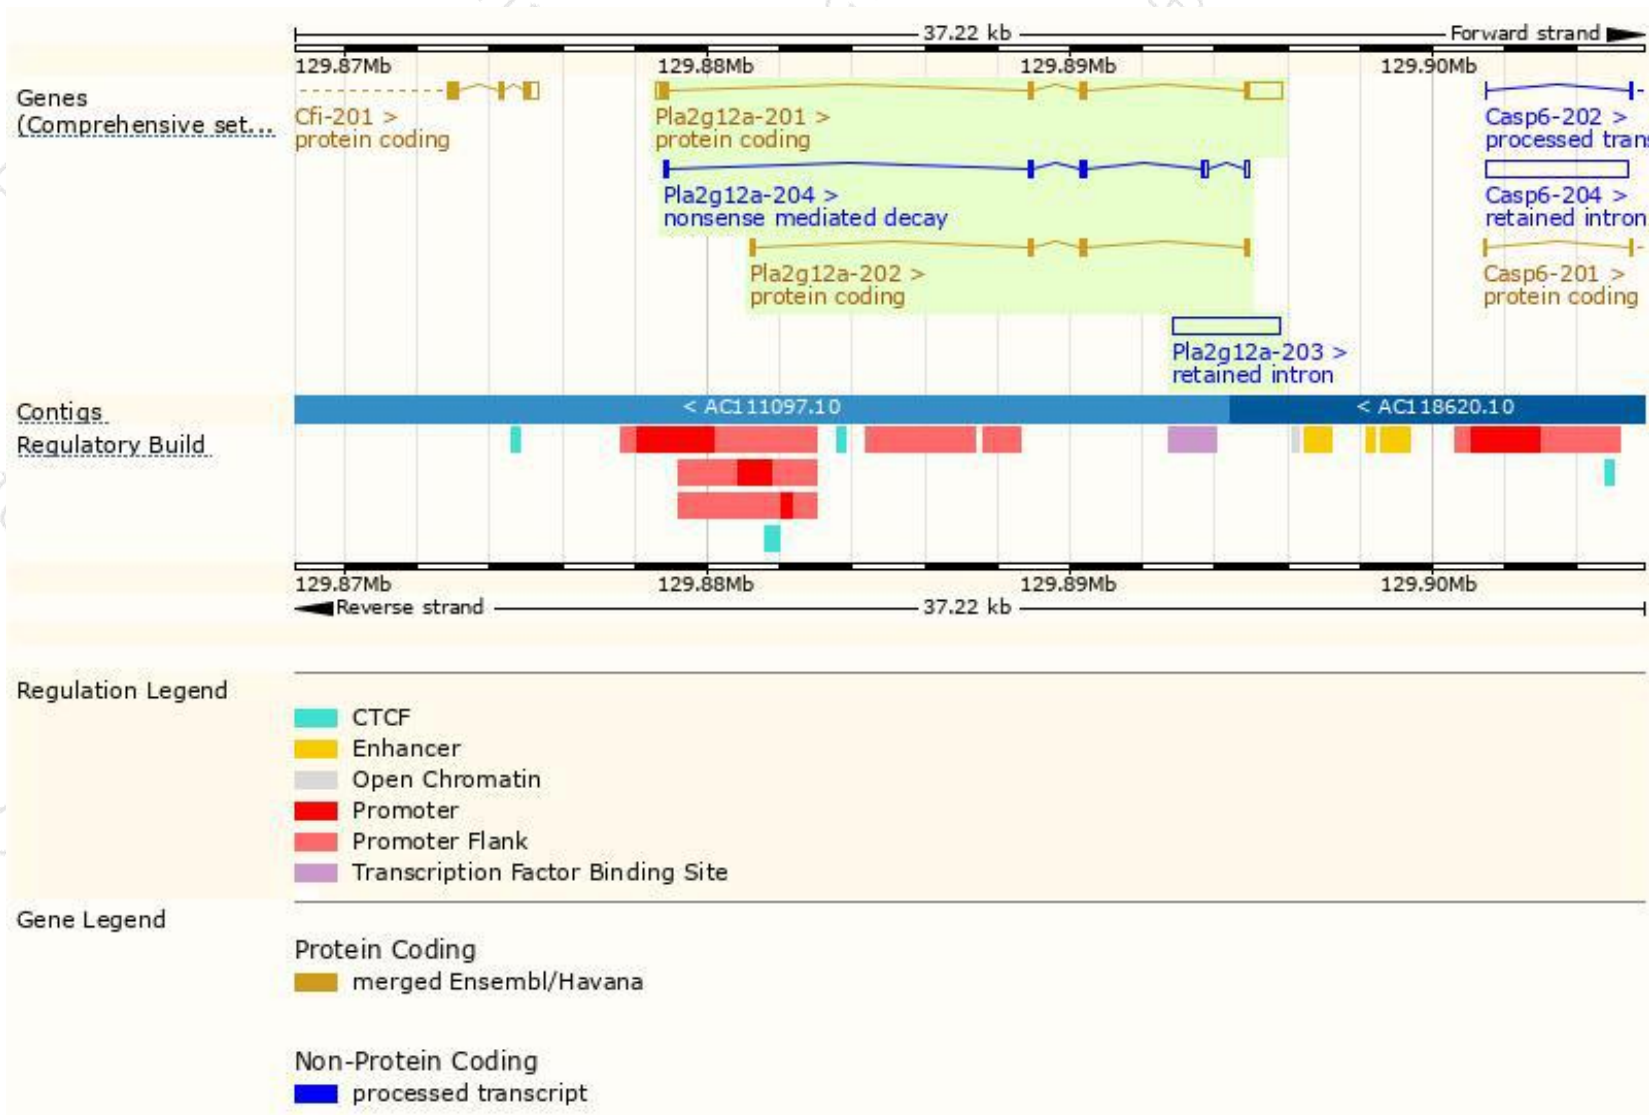 37.22 kb Forward strand
129.87Mb 129.88Mb 129.89Mb 129.90Mb
Genes
(Comprehensive set...
Cfi-201 >
protein coding
Pla2g12a-201 >
protein coding
Casp6-202 >
processed trans
Pla2g12a-204 >
nonsense mediated decay
Casp6-204 >
retained intron
Pla2g12a-202 >
protein coding
Casp6-201 >
protein coding
Pla2g12a-203 >
retained intron
Contigs
< AC111097.10 < AC118620.10
Regulatory Build
129.87Mb 129.88Mb 129.89Mb 129.90Mb
Reverse strand 37.22 kb
Regulation Legend
CTCF
Enhancer
Open Chromatin
Promoter
Promoter Flank
Transcription Factor Binding Site
Gene Legend
Protein Coding
merged Ensembl/Havana
Non-Protein Coding
processed transcript